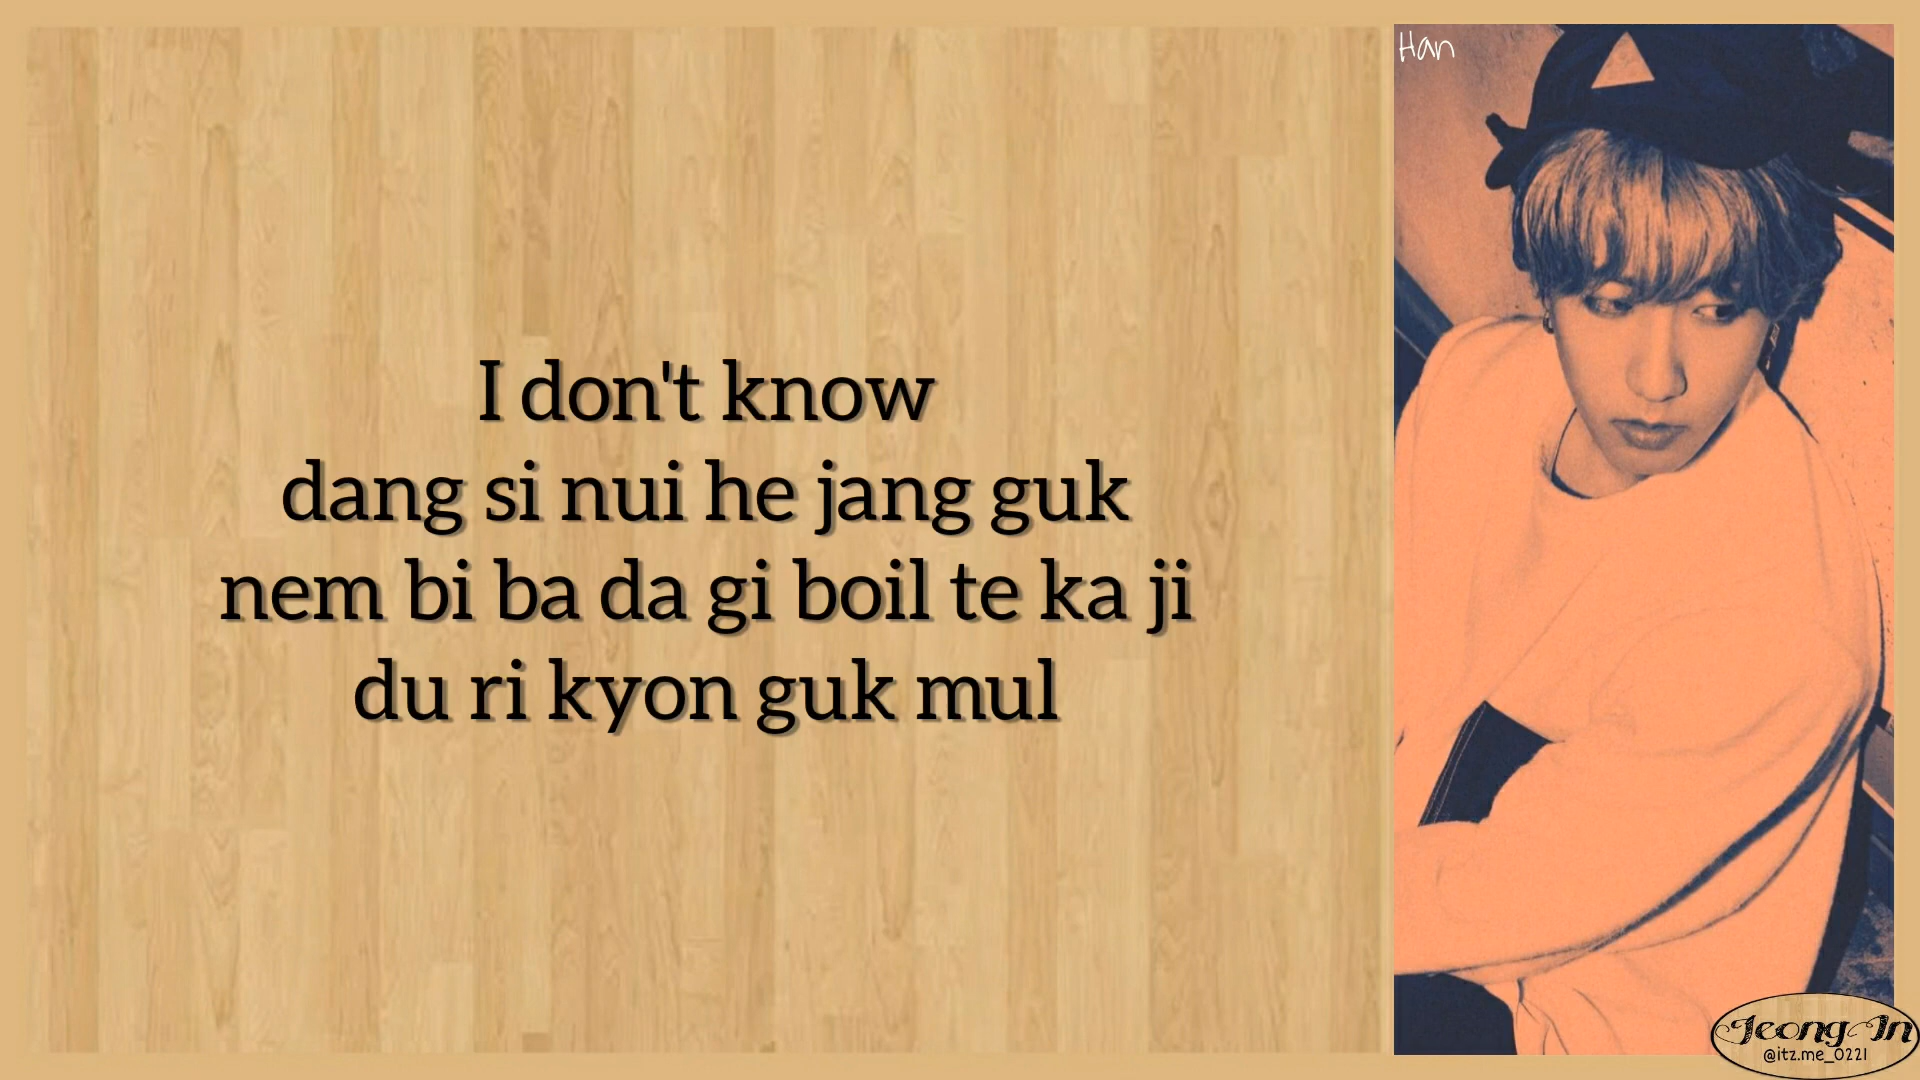 Han
I don't know
dang si nui he jang guk
nem bi ba da gi boil te ka ji
du ri kyon guk mul
Jeong In
@itz.me_0221